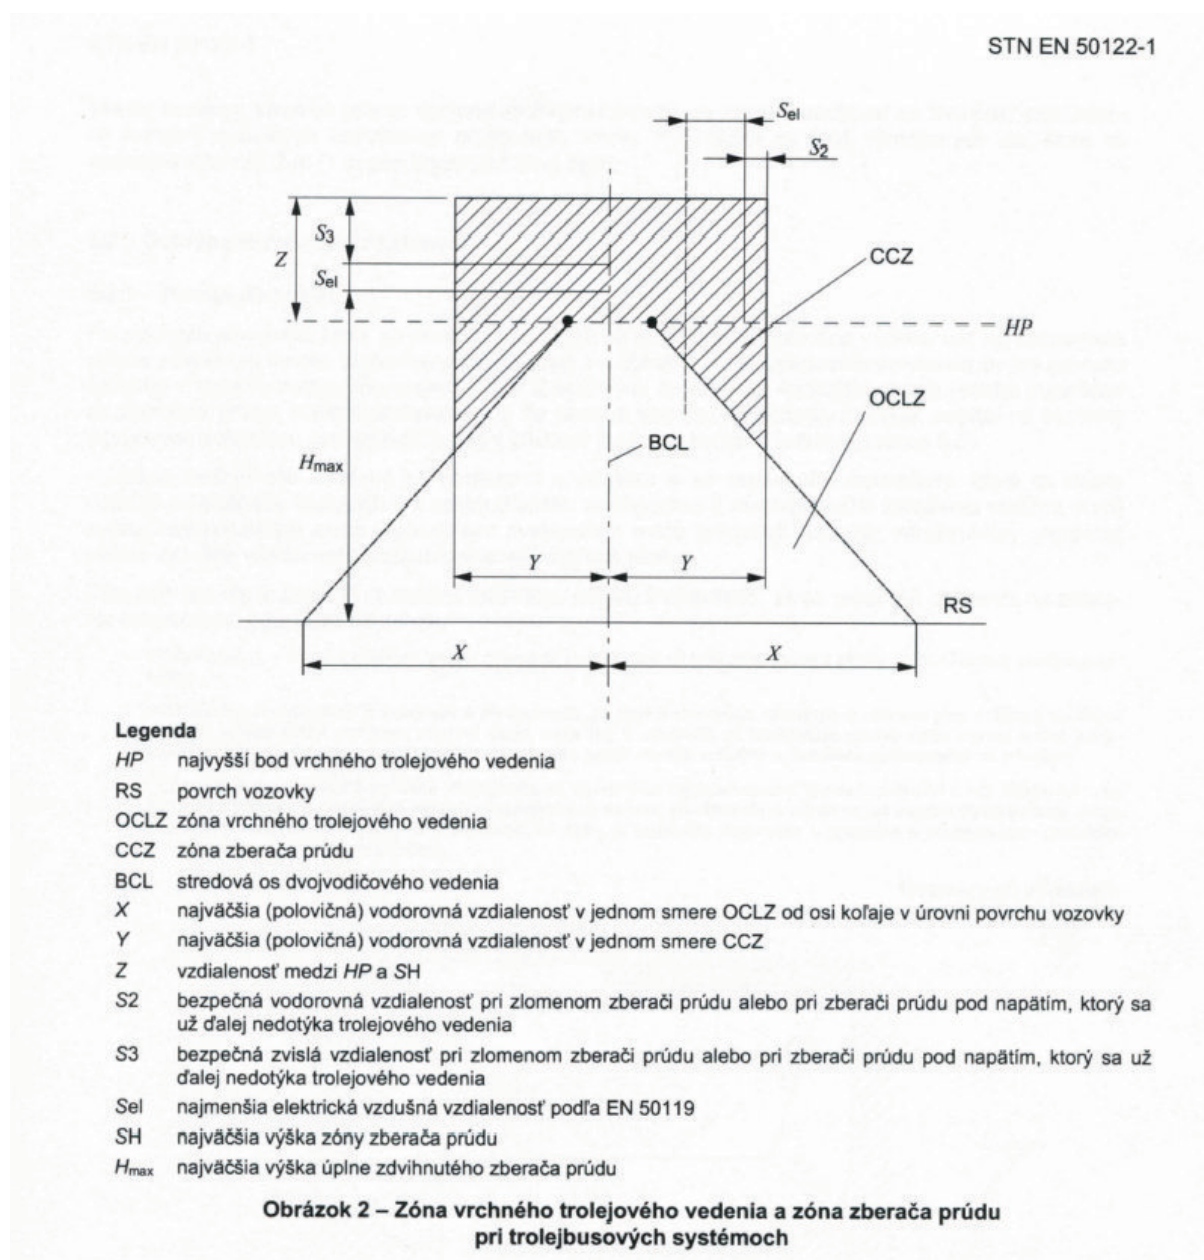 STN EN 50122-1
Sel
S2
S3
Z
Sel
CCZ
HP
OCLZ
BCL
Hmax
Y Y
RS
X X
Legenda
HP najvyšší bod vrchného trolejového vedenia
RS povrch vozovky
OCLZ zóna vrchného trolejového vedenia
CCZ zóna zberača prúdu
BCL stredová os dvojvodičového vedenia
X najväčšia (polovičná) vodorovná vzdialenosť v jednom smere OCLZ od osi koľaje v úrovni povrchu vozovky
Y najväčšia (polovičná) vodorovná vzdialenosť v jednom smere CCZ
Z vzdialenosť medzi HP a SH
S2 bezpečná vodorovná vzdialenosť pri zlomenom zberači prúdu alebo pri zberači prúdu pod napätím, ktorý sa
už ďalej nedotýka trolejového vedenia
S3 bezpečná zvislá vzdialenosť pri zlomenom zberači prúdu alebo pri zberači prúdu pod napätím, ktorý sa už
ďalej nedotýka trolejového vedenia
Sel najmenšia elektrická vzdušná vzdialenosť podľa EN 50119
SH najväčšia výška zóny zberača prúdu
Hmax najväčšia výška úplne zdvihnutého zberača prúdu
Obrázok 2 – Zóna vrchného trolejového vedenia a zóna zberača prúdu
pri trolejbusových systémoch